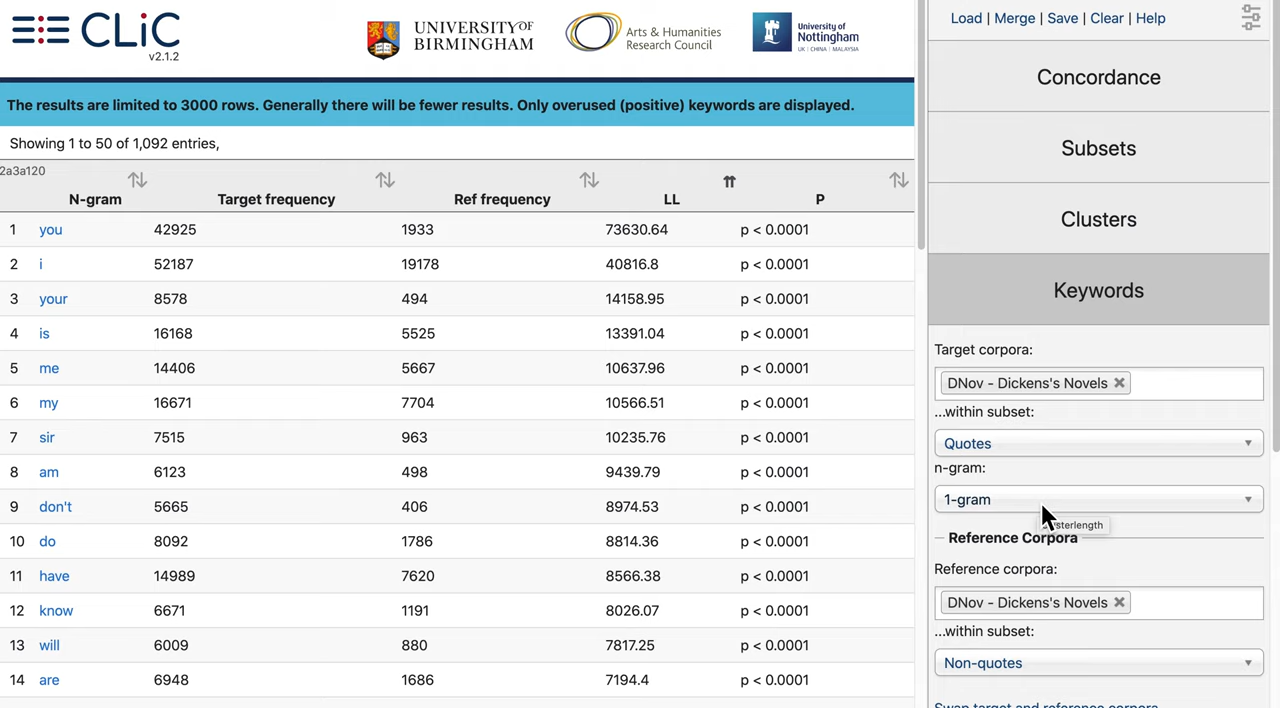 CLiC
v2.1.2
UNIVERSITY OF
BIRMINGHAM
Arts & Humanities
Research Council
University of
Nottingham
UK | CHINA | MALAYSIA
The results are limited to 3000 rows. Generally there will be fewer results. Only overused (positive) keywords are displayed.
Showing 1 to 50 of 1,092 entries,
2a3a120
N-gram Target frequency Ref frequency LL P
1 you 42925 1933 73630.64 p < 0.0001
2 i 52187 19178 40816.8 p < 0.0001
3 your 8578 494 14158.95 p < 0.0001
4 is 16168 5525 13391.04 p < 0.0001
5 me 14406 5667 10637.96 p < 0.0001
6 my 16671 7704 10566.51 p < 0.0001
7 sir 7515 963 10235.76 p < 0.0001
8 am 6123 498 9439.79 p < 0.0001
9 don't 5665 406 8974.53 p < 0.0001
10 do 8092 1786 8814.36 p < 0.0001
11 have 14989 7620 8566.38 p < 0.0001
12 know 6671 1191 8026.07 p < 0.0001
13 will 6009 880 7817.25 p < 0.0001
14 are 6948 1686 7194.4 p < 0.0001
Load | Merge | Save | Clear | Help
Concordance
Subsets
Clusters
Keywords
Target corpora:
DNov - Dickens's Novels
...within subset:
Quotes
n-gram:
1-gram
sterlength
Reference Corpora
Reference corpora:
DNov - Dickens's Novels
...within subset:
Non-quotes
Swap target and reference corpora